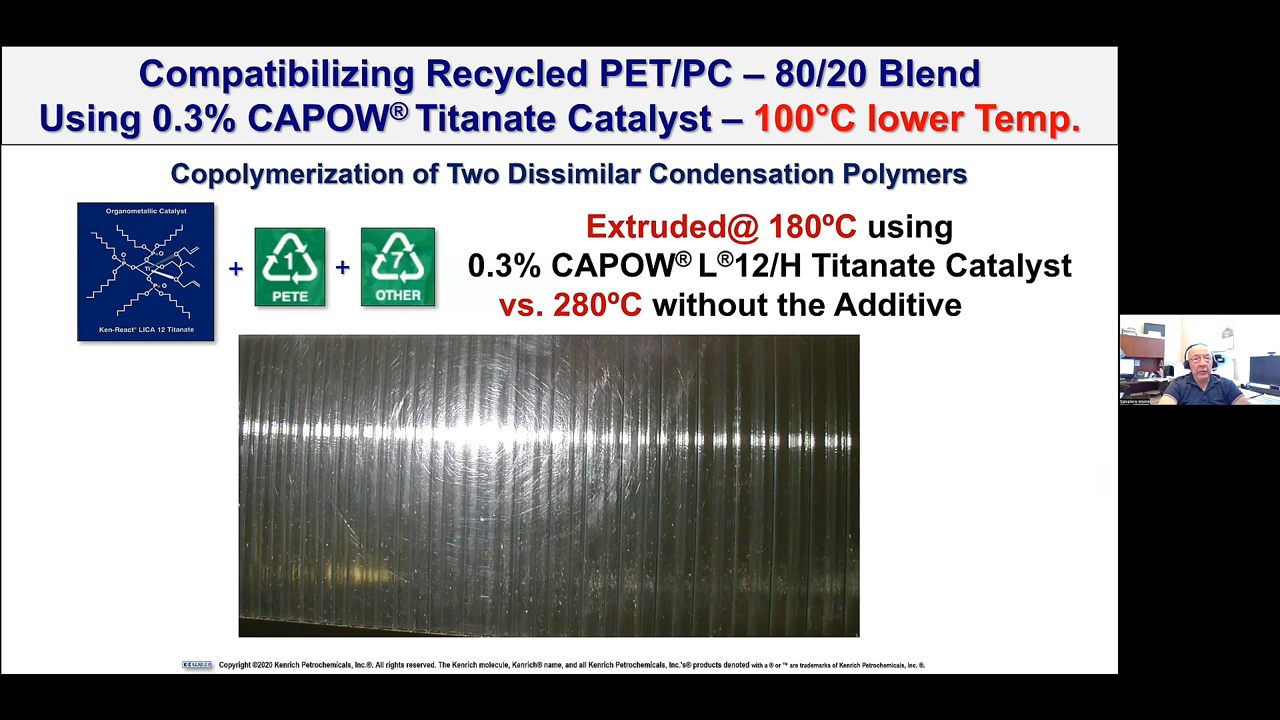 Compatibilizing Recycled PET/PC – 80/20 Blend
Using 0.3% CAPOW® Titanate Catalyst – 100°C lower Temp.
Copolymerization of Two Dissimilar Condensation Polymers
Organometallic Catalyst
Ti
Ken-React® LICA 12 Titanate
+
1
PETE
+
7
OTHER
Extruded@ 180ºC using
0.3% CAPOW® L®12/H Titanate Catalyst
vs. 280ºC without the Additive
Copyright ©2020 Kenrich Petrochemicals, Inc.®. All rights reserved. The Kenrich molecule, Kenrich® name, and all Kenrich Petrochemicals, Inc.'s® products denoted with a ® or ™ are trademarks of Kenrich Petrochemicals, Inc. ®.